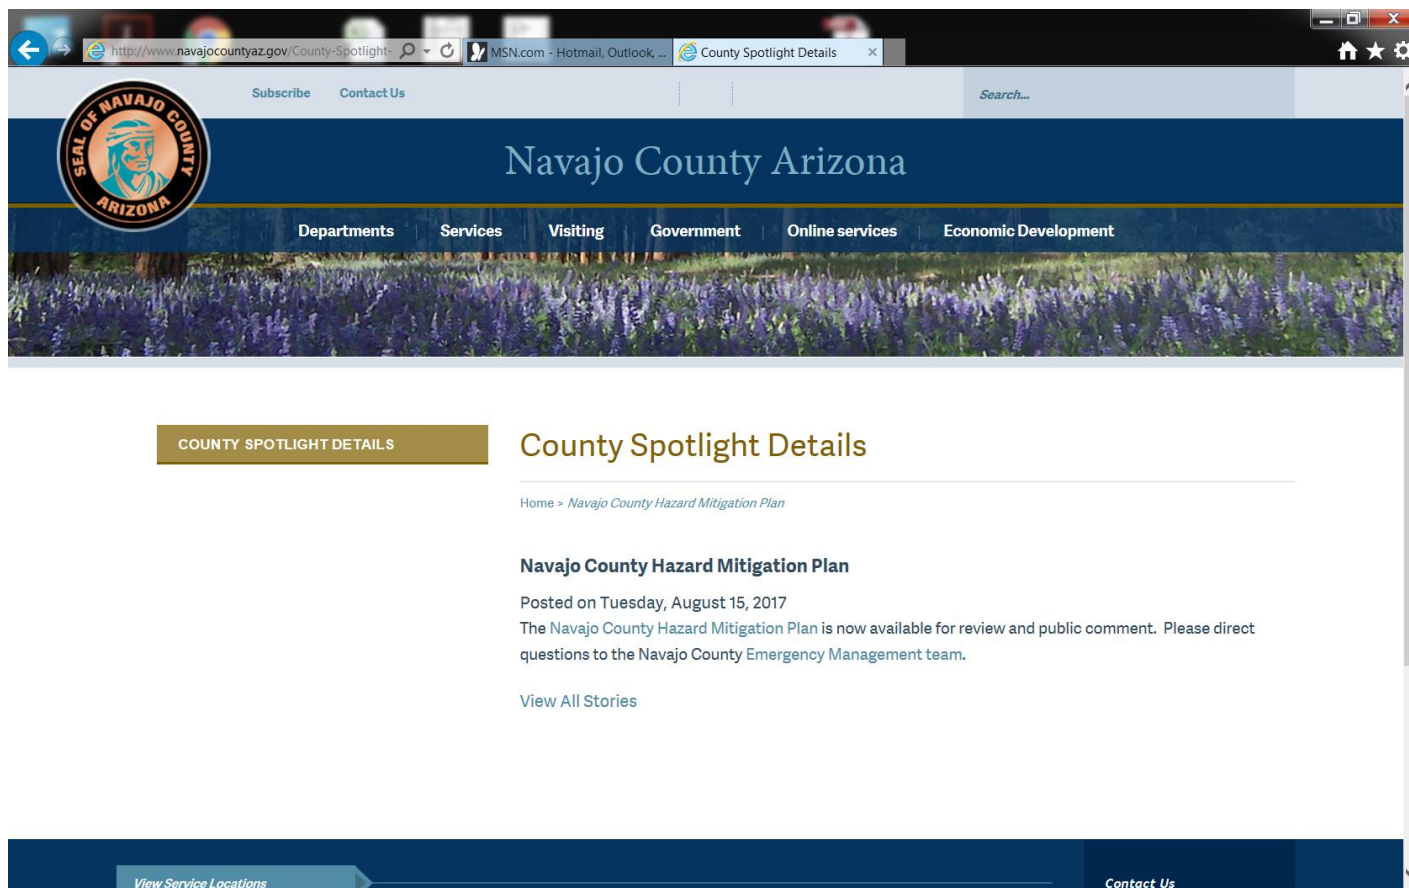 http://www.navajocountyaz.gov/County-Spotlight-
MSN.com - Hotmail, Outlook, ...
County Spotlight Details
Subscribe
Contact Us
Search...
SEAL OF NAVAJO COUNTY
ARIZONA
Navajo County Arizona
Departments
Services
Visiting
Government
Online services
Economic Development
COUNTY SPOTLIGHT DETAILS
County Spotlight Details
Home > Navajo County Hazard Mitigation Plan
Navajo County Hazard Mitigation Plan
Posted on Tuesday, August 15, 2017
The Navajo County Hazard Mitigation Plan is now available for review and public comment.  Please direct
questions to the Navajo County Emergency Management team.
View All Stories
View Service Locations
Contact Us